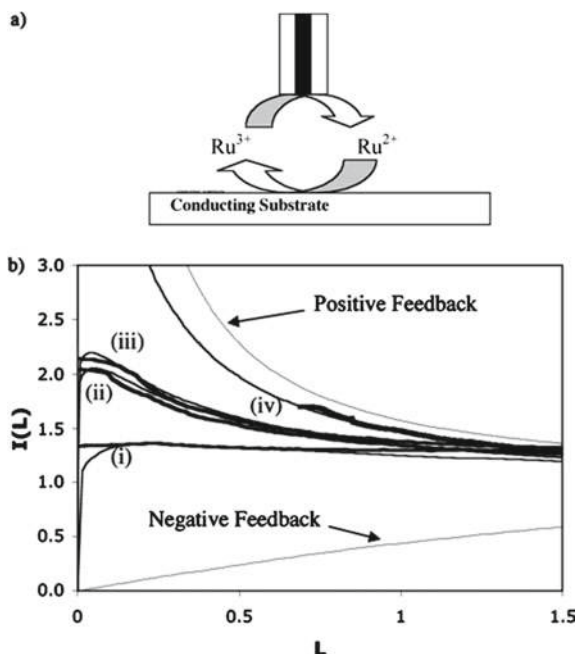 a)
Ru³⁺ Ru²⁺
Conducting Substrate
b)
3.0
Positive Feedback
2.5
(iii)
2.0
(ii)
(iv)
I(L)
1.5
(i)
1.0
Negative Feedback
0.5
0.0
0 0.5 1 1.5
L